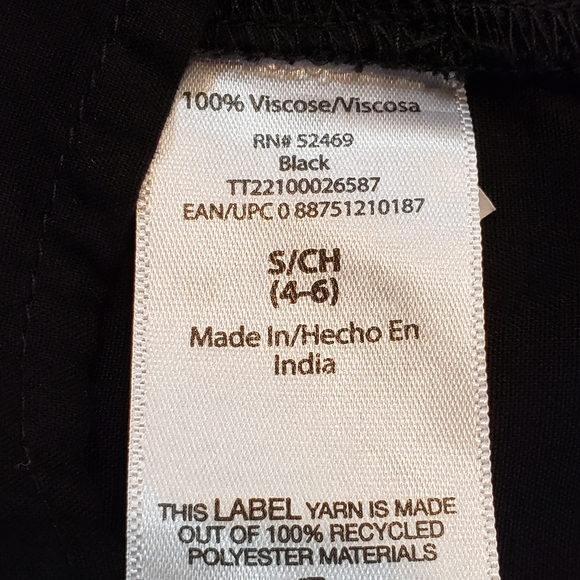 100% Viscose/Viscosa
RN# 52469
Black
TT22100026587
EAN/UPC 0 88751210187
S/CH
(4-6)
Made In/Hecho En
India
THIS LABEL YARN IS MADE
OUT OF 100% RECYCLED
POLYESTER MATERIALS